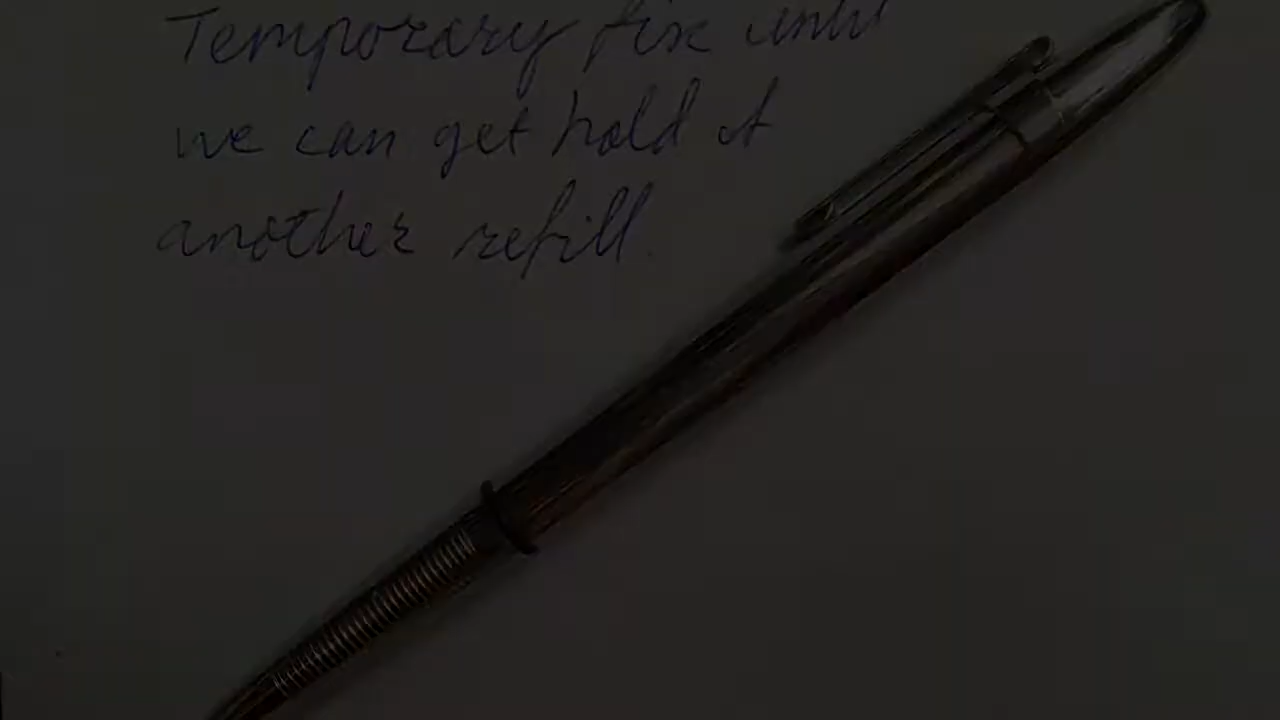 Temporary fix until
we can get hold of
another refill.